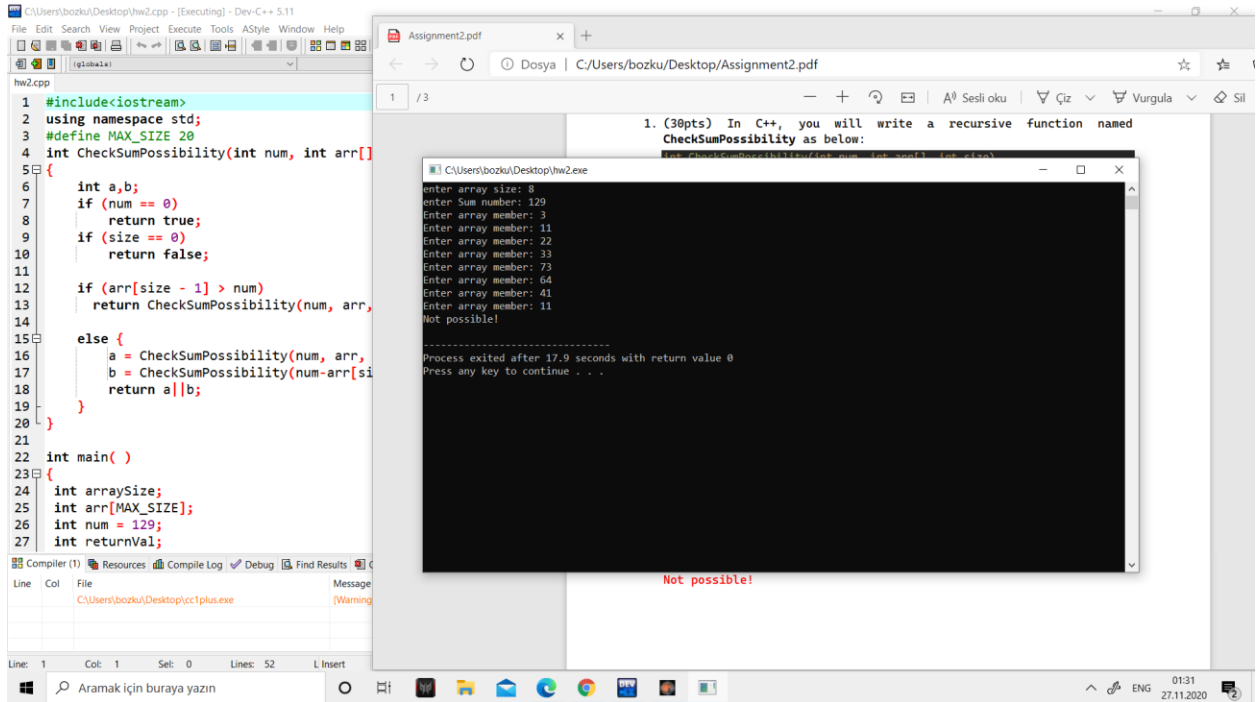 C:\Users\bozku\Desktop\hw2.cpp - [Executing] - Dev-C++ 5.11
File Edit Search View Project Execute Tools AStyle Window Help
(globals)
hw2.cpp
1 #include<iostream>
2 using namespace std;
3 #define MAX_SIZE 20
4 int CheckSumPossibility(int num, int arr[]
5 {
6 int a,b;
7 if (num == 0)
8 return true;
9 if (size == 0)
10 return false;
11
12 if (arr[size - 1] > num)
13 return CheckSumPossibility(num, arr,
14
15 else {
16 a = CheckSumPossibility(num, arr,
17 b = CheckSumPossibility(num-arr[si
18 return a||b;
19 }
20 }
21
22 int main( )
23 {
24 int arraySize;
25 int arr[MAX_SIZE];
26 int num = 129;
27 int returnVal;
Compiler (1) Resources Compile Log Debug Find Results
Line Col File Message
C:\Users\bozku\Desktop\cc1plus.exe [Warning
Line: 1 Col: 1 Sel: 0 Lines: 52 Insert
Assignment2.pdf
Dosya | C:/Users/bozku/Desktop/Assignment2.pdf
1 /3 Sesli oku Çiz Vurgula Sil
1. (30pts) In C++, you will write a recursive function named
CheckSumPossibility as below:
int CheckSumPossibility(int num, int arr[], int size)
C:\Users\bozku\Desktop\hw2.exe
enter array size: 8
enter Sum number: 129
Enter array member: 3
Enter array member: 11
Enter array member: 22
Enter array member: 33
Enter array member: 73
Enter array member: 64
Enter array member: 41
Enter array member: 11
Not possible!
--------------------------------
Process exited after 17.9 seconds with return value 0
Press any key to continue . . .
Not possible!
Aramak için buraya yazın
DEV
ENG
01:31
27.11.2020
2